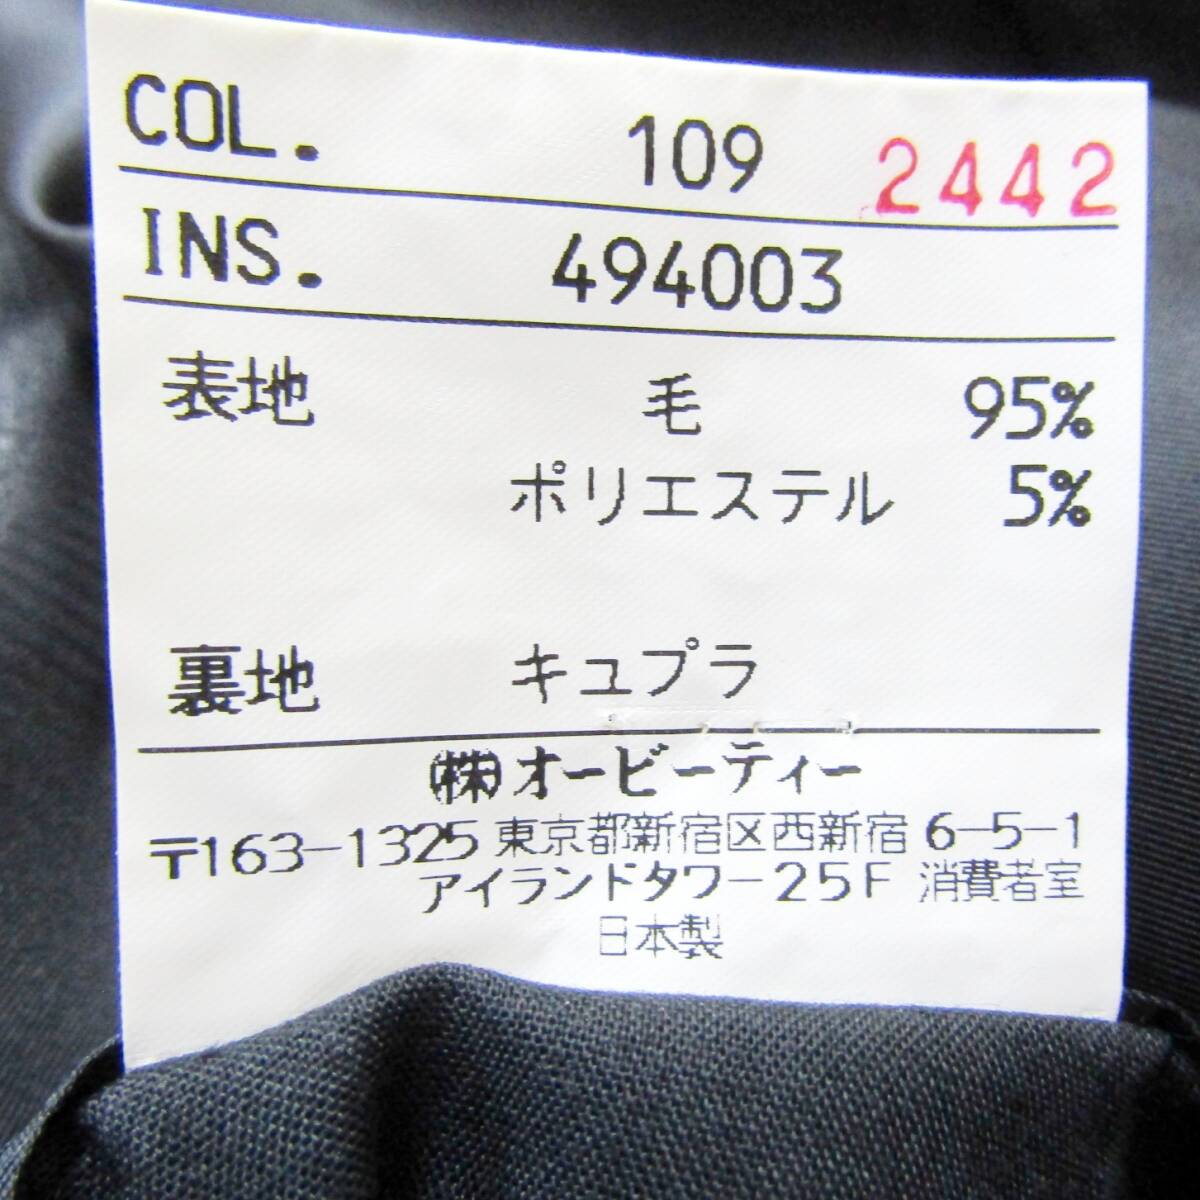 COL. 109 2442
INS. 494003
表地 毛 95%
ポリエステル 5%
裏地 キュプラ
㈱オービーティー
〒163-1325 東京都新宿区西新宿 6-5-1
アイランドタワー25F 消費者室
日本製